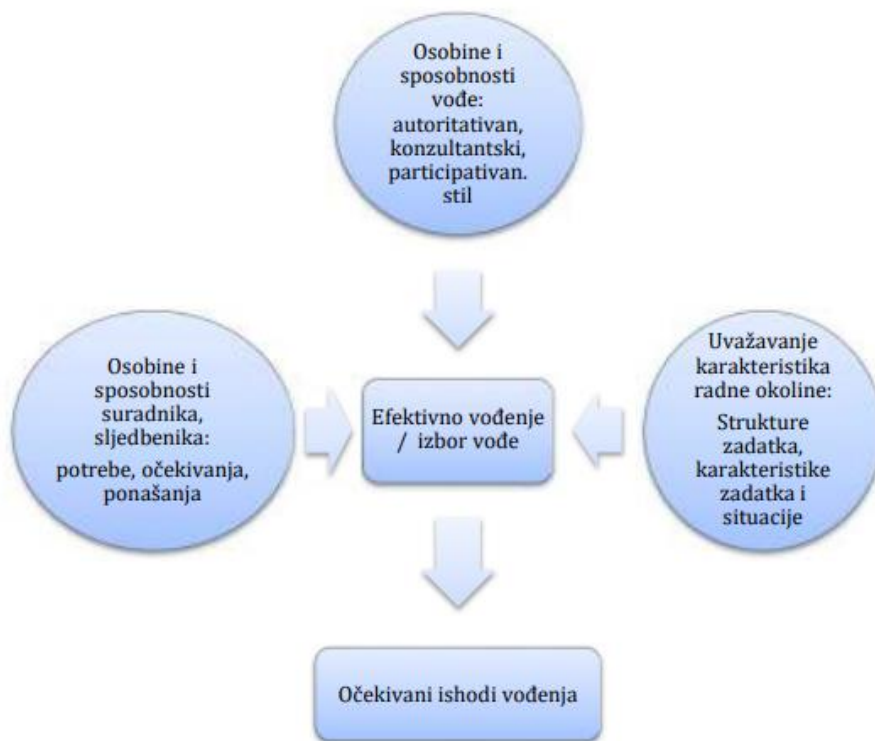 Osobine i
sposobnosti
vođe:
autoritativan,
konzultantski,
participativan.
stil
Osobine i
sposobnosti
suradnika,
sljedbenika:
potrebe, očekivanja,
ponašanja
Efektivno vođenje
/ izbor vođe
Uvažavanje
karakteristika
radne okoline:
Strukture
zadatka,
karakteristike
zadatka i
situacije
Očekivani ishodi vođenja